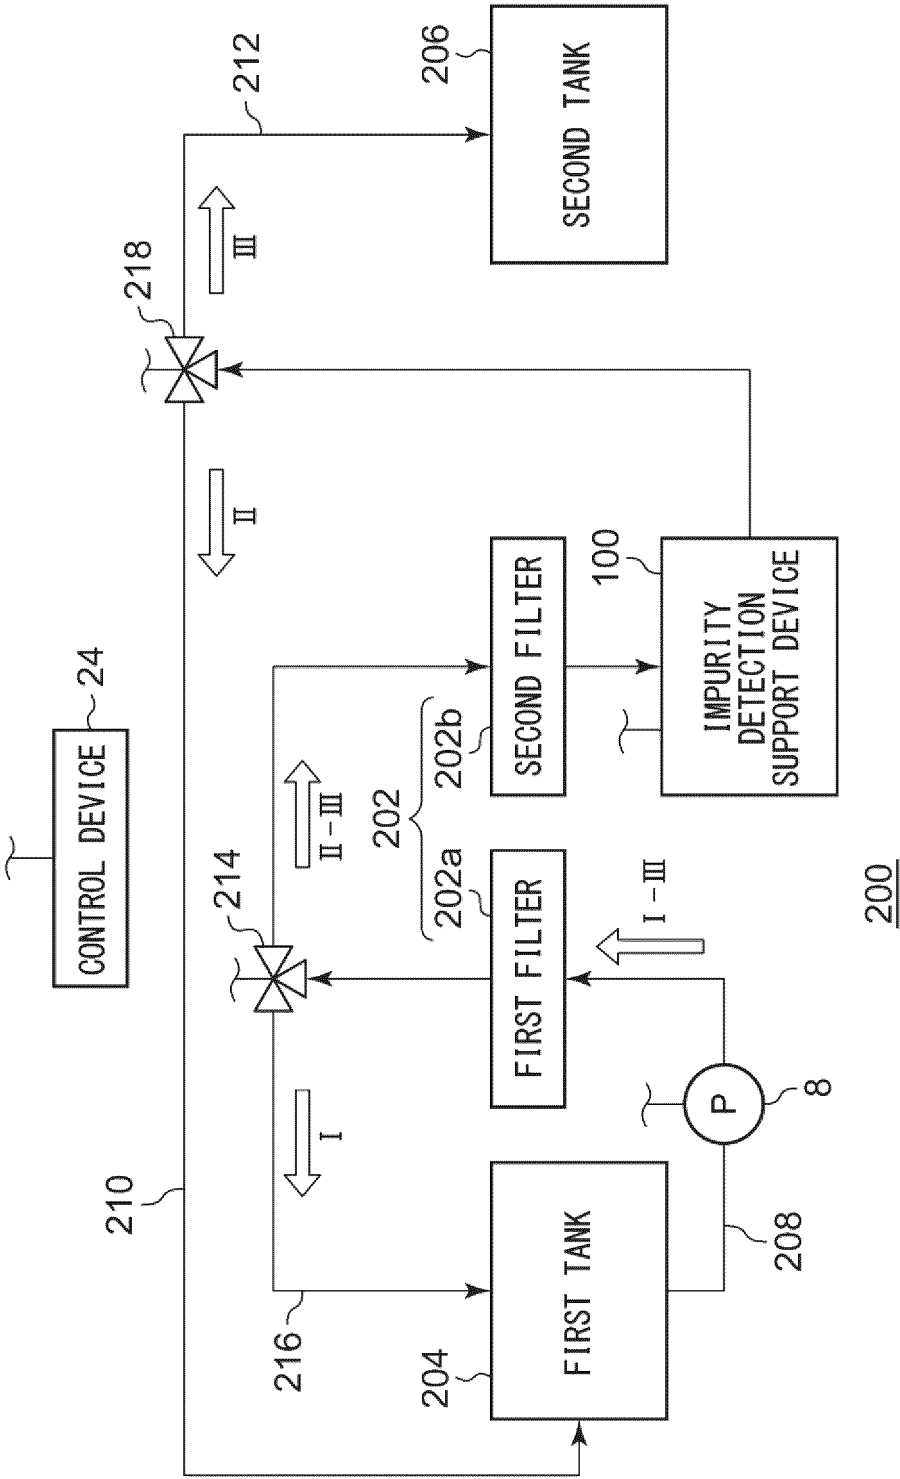 CONTROL DEVICE
24
210
212
218
III
II
214
216
I
II-III
202
202a
202b
204
FIRST TANK
FIRST FILTER
SECOND FILTER
206
SECOND TANK
I-III
P
8
208
100
IMPURITY
DETECTION
SUPPORT DEVICE
200